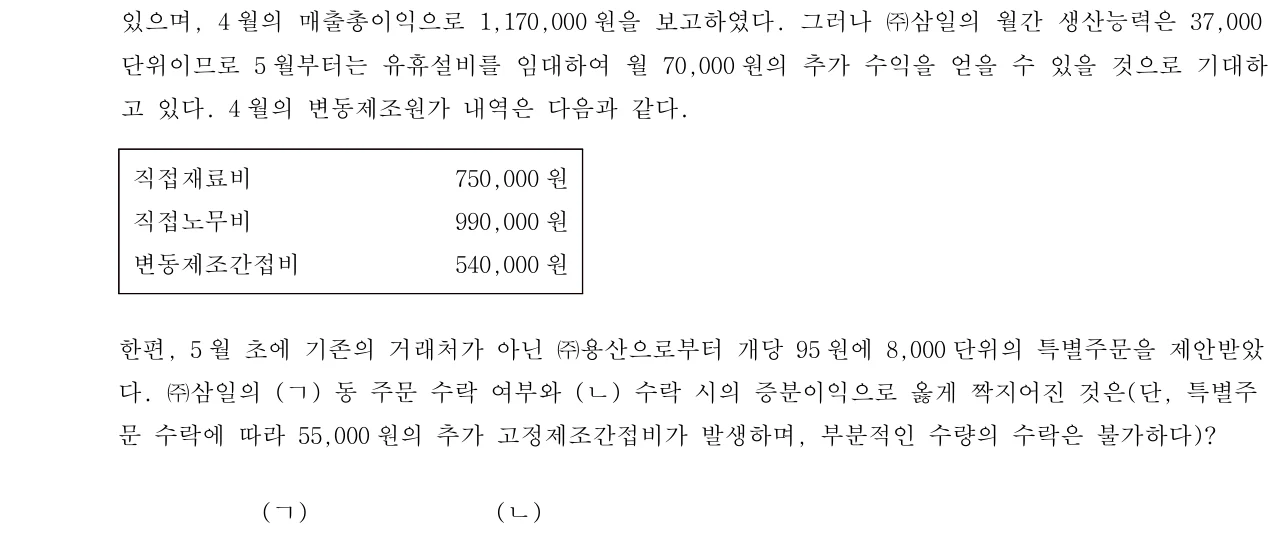 있으며, 4월의 매출총이익으로 1,170,000원을 보고하였다. 그러나 ㈜삼일의 월간 생산능력은 37,000
단위이므로 5월부터는 유휴설비를 임대하여 월 70,000원의 추가 수익을 얻을 수 있을 것으로 기대하
고 있다. 4월의 변동제조원가 내역은 다음과 같다.
직접재료비 750,000원
직접노무비 990,000원
변동제조간접비 540,000원
한편, 5월 초에 기존의 거래처가 아닌 ㈜용산으로부터 개당 95원에 8,000단위의 특별주문을 제안받았
다. ㈜삼일의 (ㄱ) 동 주문 수락 여부와 (ㄴ) 수락 시의 증분이익으로 옳게 짝지어진 것은(단, 특별주
문 수락에 따라 55,000원의 추가 고정제조간접비가 발생하며, 부분적인 수량의 수락은 불가하다)?
(ㄱ) (ㄴ)